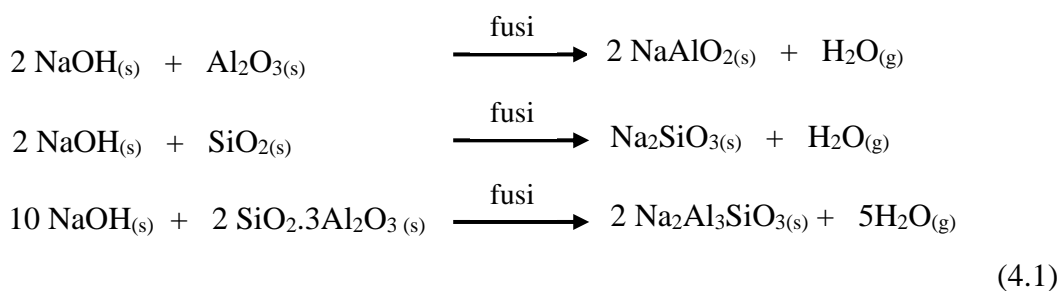 fusi
2 NaOH(s) + Al2O3(s) → 2 NaAlO2(s) + H2O(g)
fusi
2 NaOH(s) + SiO2(s) → Na2SiO3(s) + H2O(g)
fusi
10 NaOH(s) + 2 SiO2.3Al2O3 (s) → 2 Na2Al3SiO3(s) + 5H2O(g)
(4.1)